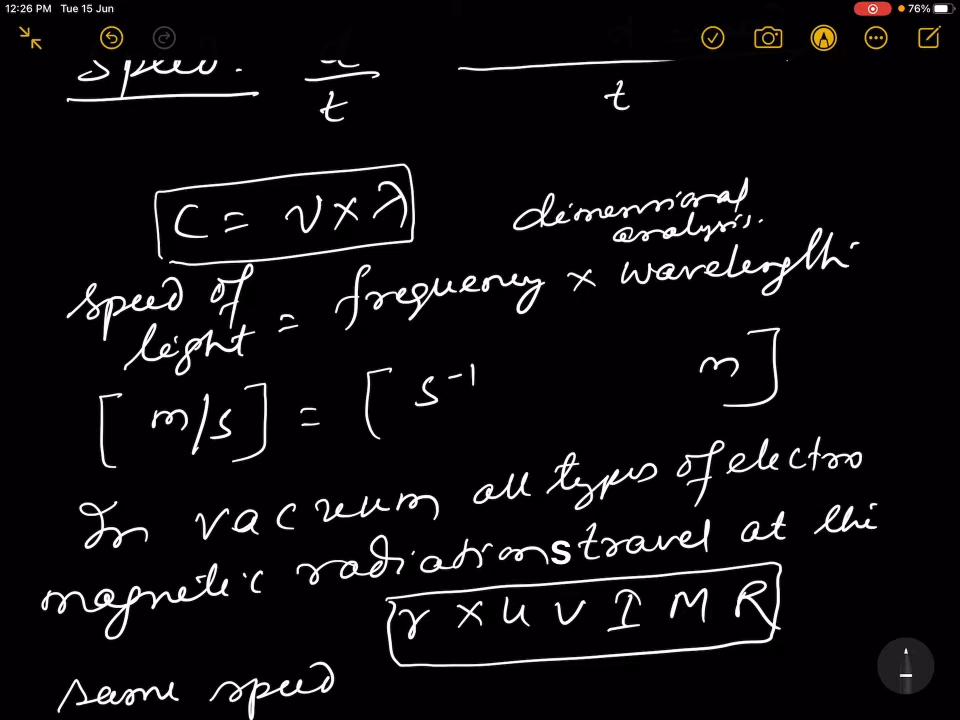 12:26 PM Tue 15 Jun
76%
Speed. d/t
t
C = ν × λ
dimensional
analysis.
speed of
light = frequency × wavelength
[ m/s ] = [ s⁻¹ m ]
In vacuum all types of electro
magnetic radiations travel at the
γ X U V I M R
same speed